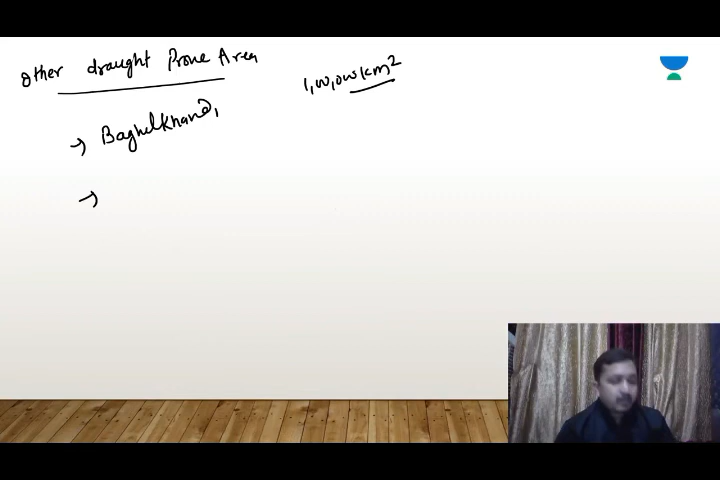 Other draught Prone Area
1,00,000 km²
→ Baghelkhand,
→